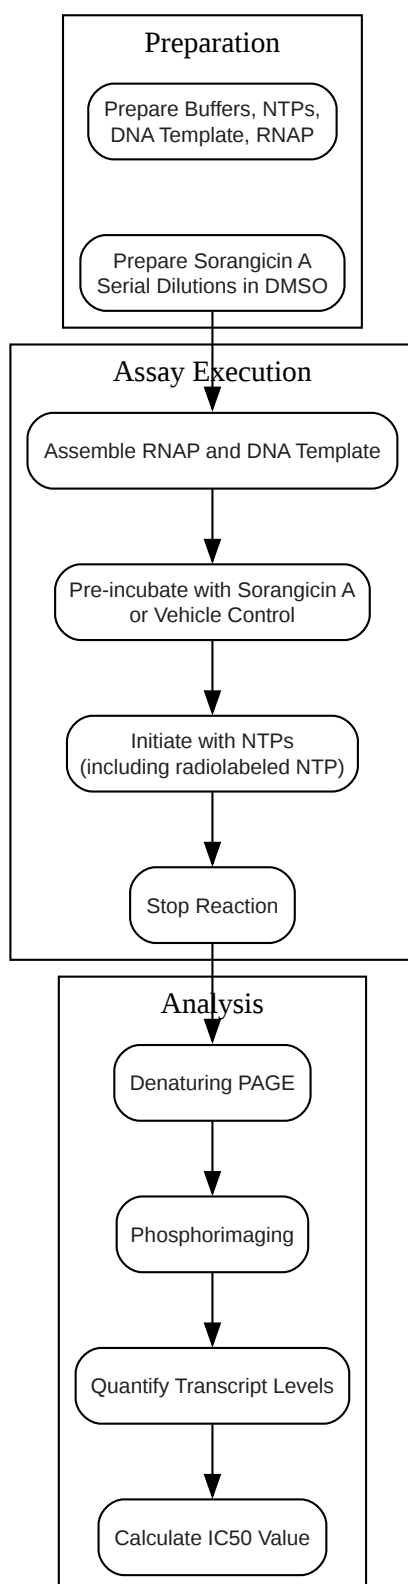 Preparation
Prepare Buffers, NTPs,
DNA Template, RNAP
Prepare Sorangicin A
Serial Dilutions in DMSO
Assay Execution
Assemble RNAP and DNA Template
Pre-incubate with Sorangicin A
or Vehicle Control
Initiate with NTPs
(including radiolabeled NTP)
Stop Reaction
Analysis
Denaturing PAGE
Phosphorimaging
Quantify Transcript Levels
Calculate IC50 Value